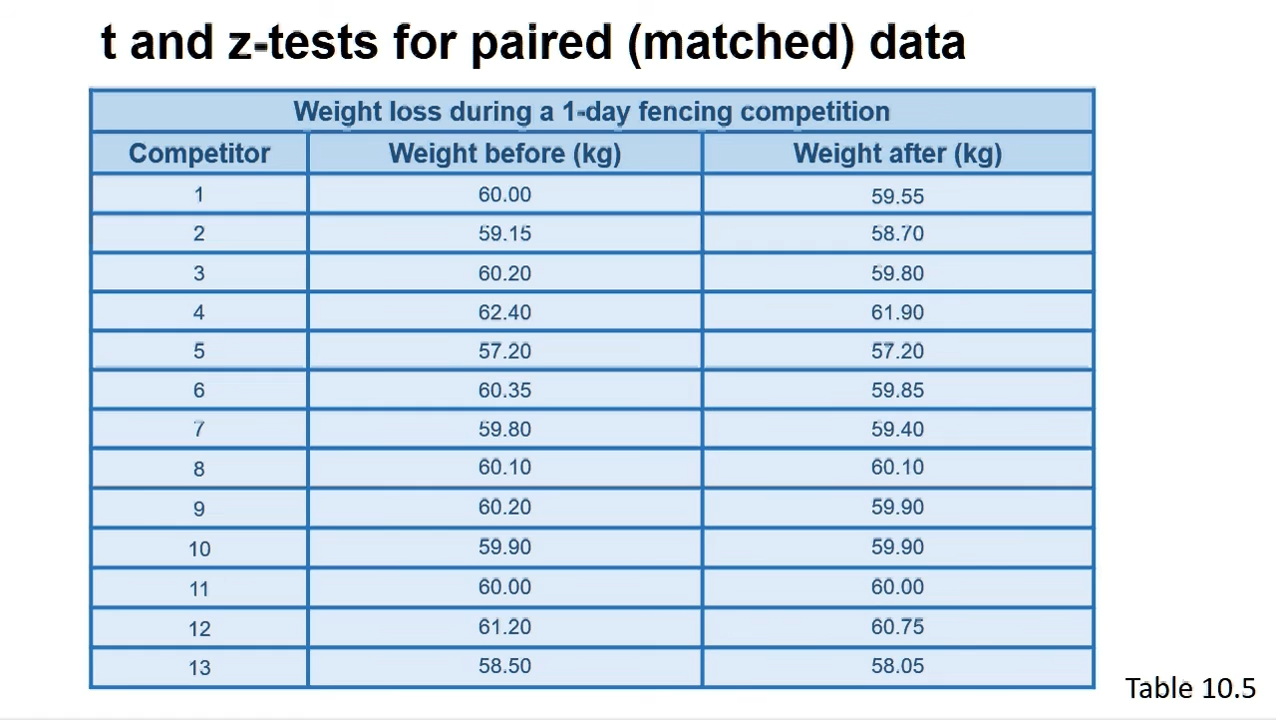 t and z-tests for paired (matched) data
Weight loss during a 1-day fencing competition
Competitor Weight before (kg) Weight after (kg)
1 60.00 59.55
2 59.15 58.70
3 60.20 59.80
4 62.40 61.90
5 57.20 57.20
6 60.35 59.85
7 59.80 59.40
8 60.10 60.10
9 60.20 59.90
10 59.90 59.90
11 60.00 60.00
12 61.20 60.75
13 58.50 58.05
Table 10.5